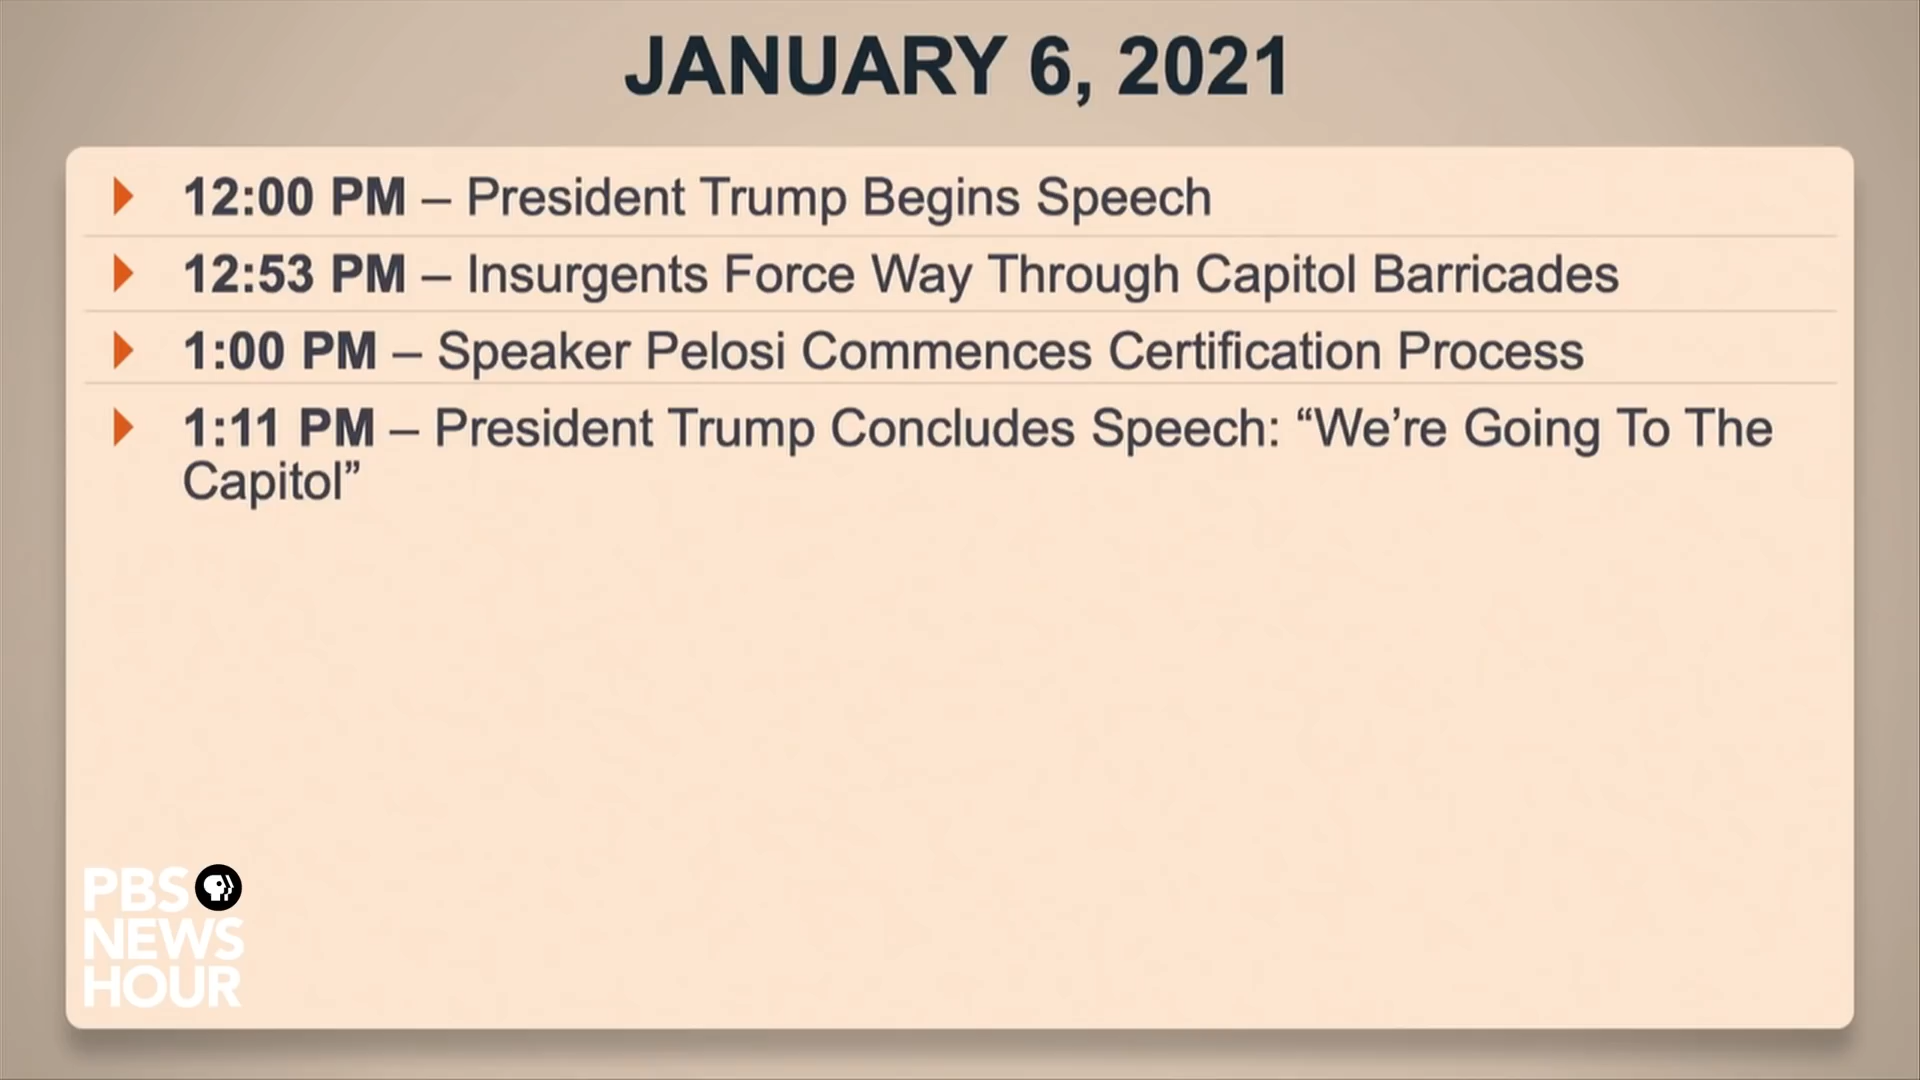 JANUARY 6, 2021
12:00 PM – President Trump Begins Speech
12:53 PM – Insurgents Force Way Through Capitol Barricades
1:00 PM – Speaker Pelosi Commences Certification Process
1:11 PM – President Trump Concludes Speech: “We’re Going To The
Capitol”
PBS
NEWS
HOUR